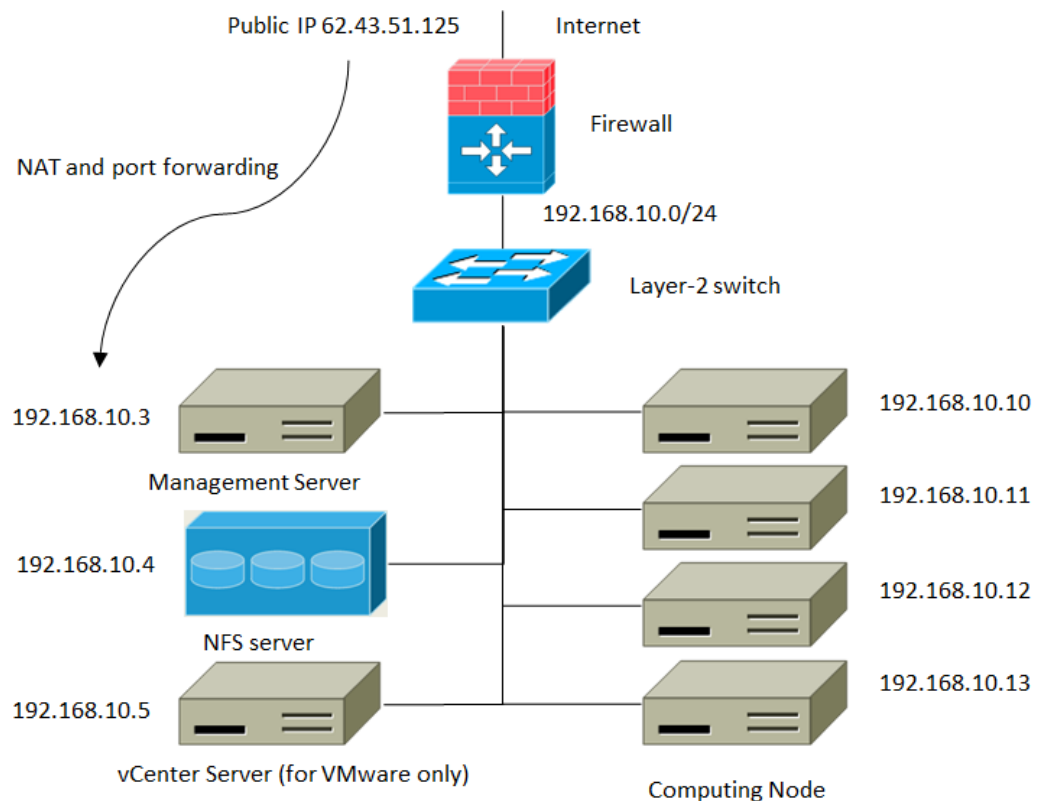 Public IP 62.43.51.125
Internet
Firewall
NAT and port forwarding
192.168.10.0/24
Layer-2 switch
192.168.10.3
Management Server
192.168.10.10
192.168.10.11
192.168.10.4
NFS server
192.168.10.12
192.168.10.5
vCenter Server (for VMware only)
192.168.10.13
Computing Node